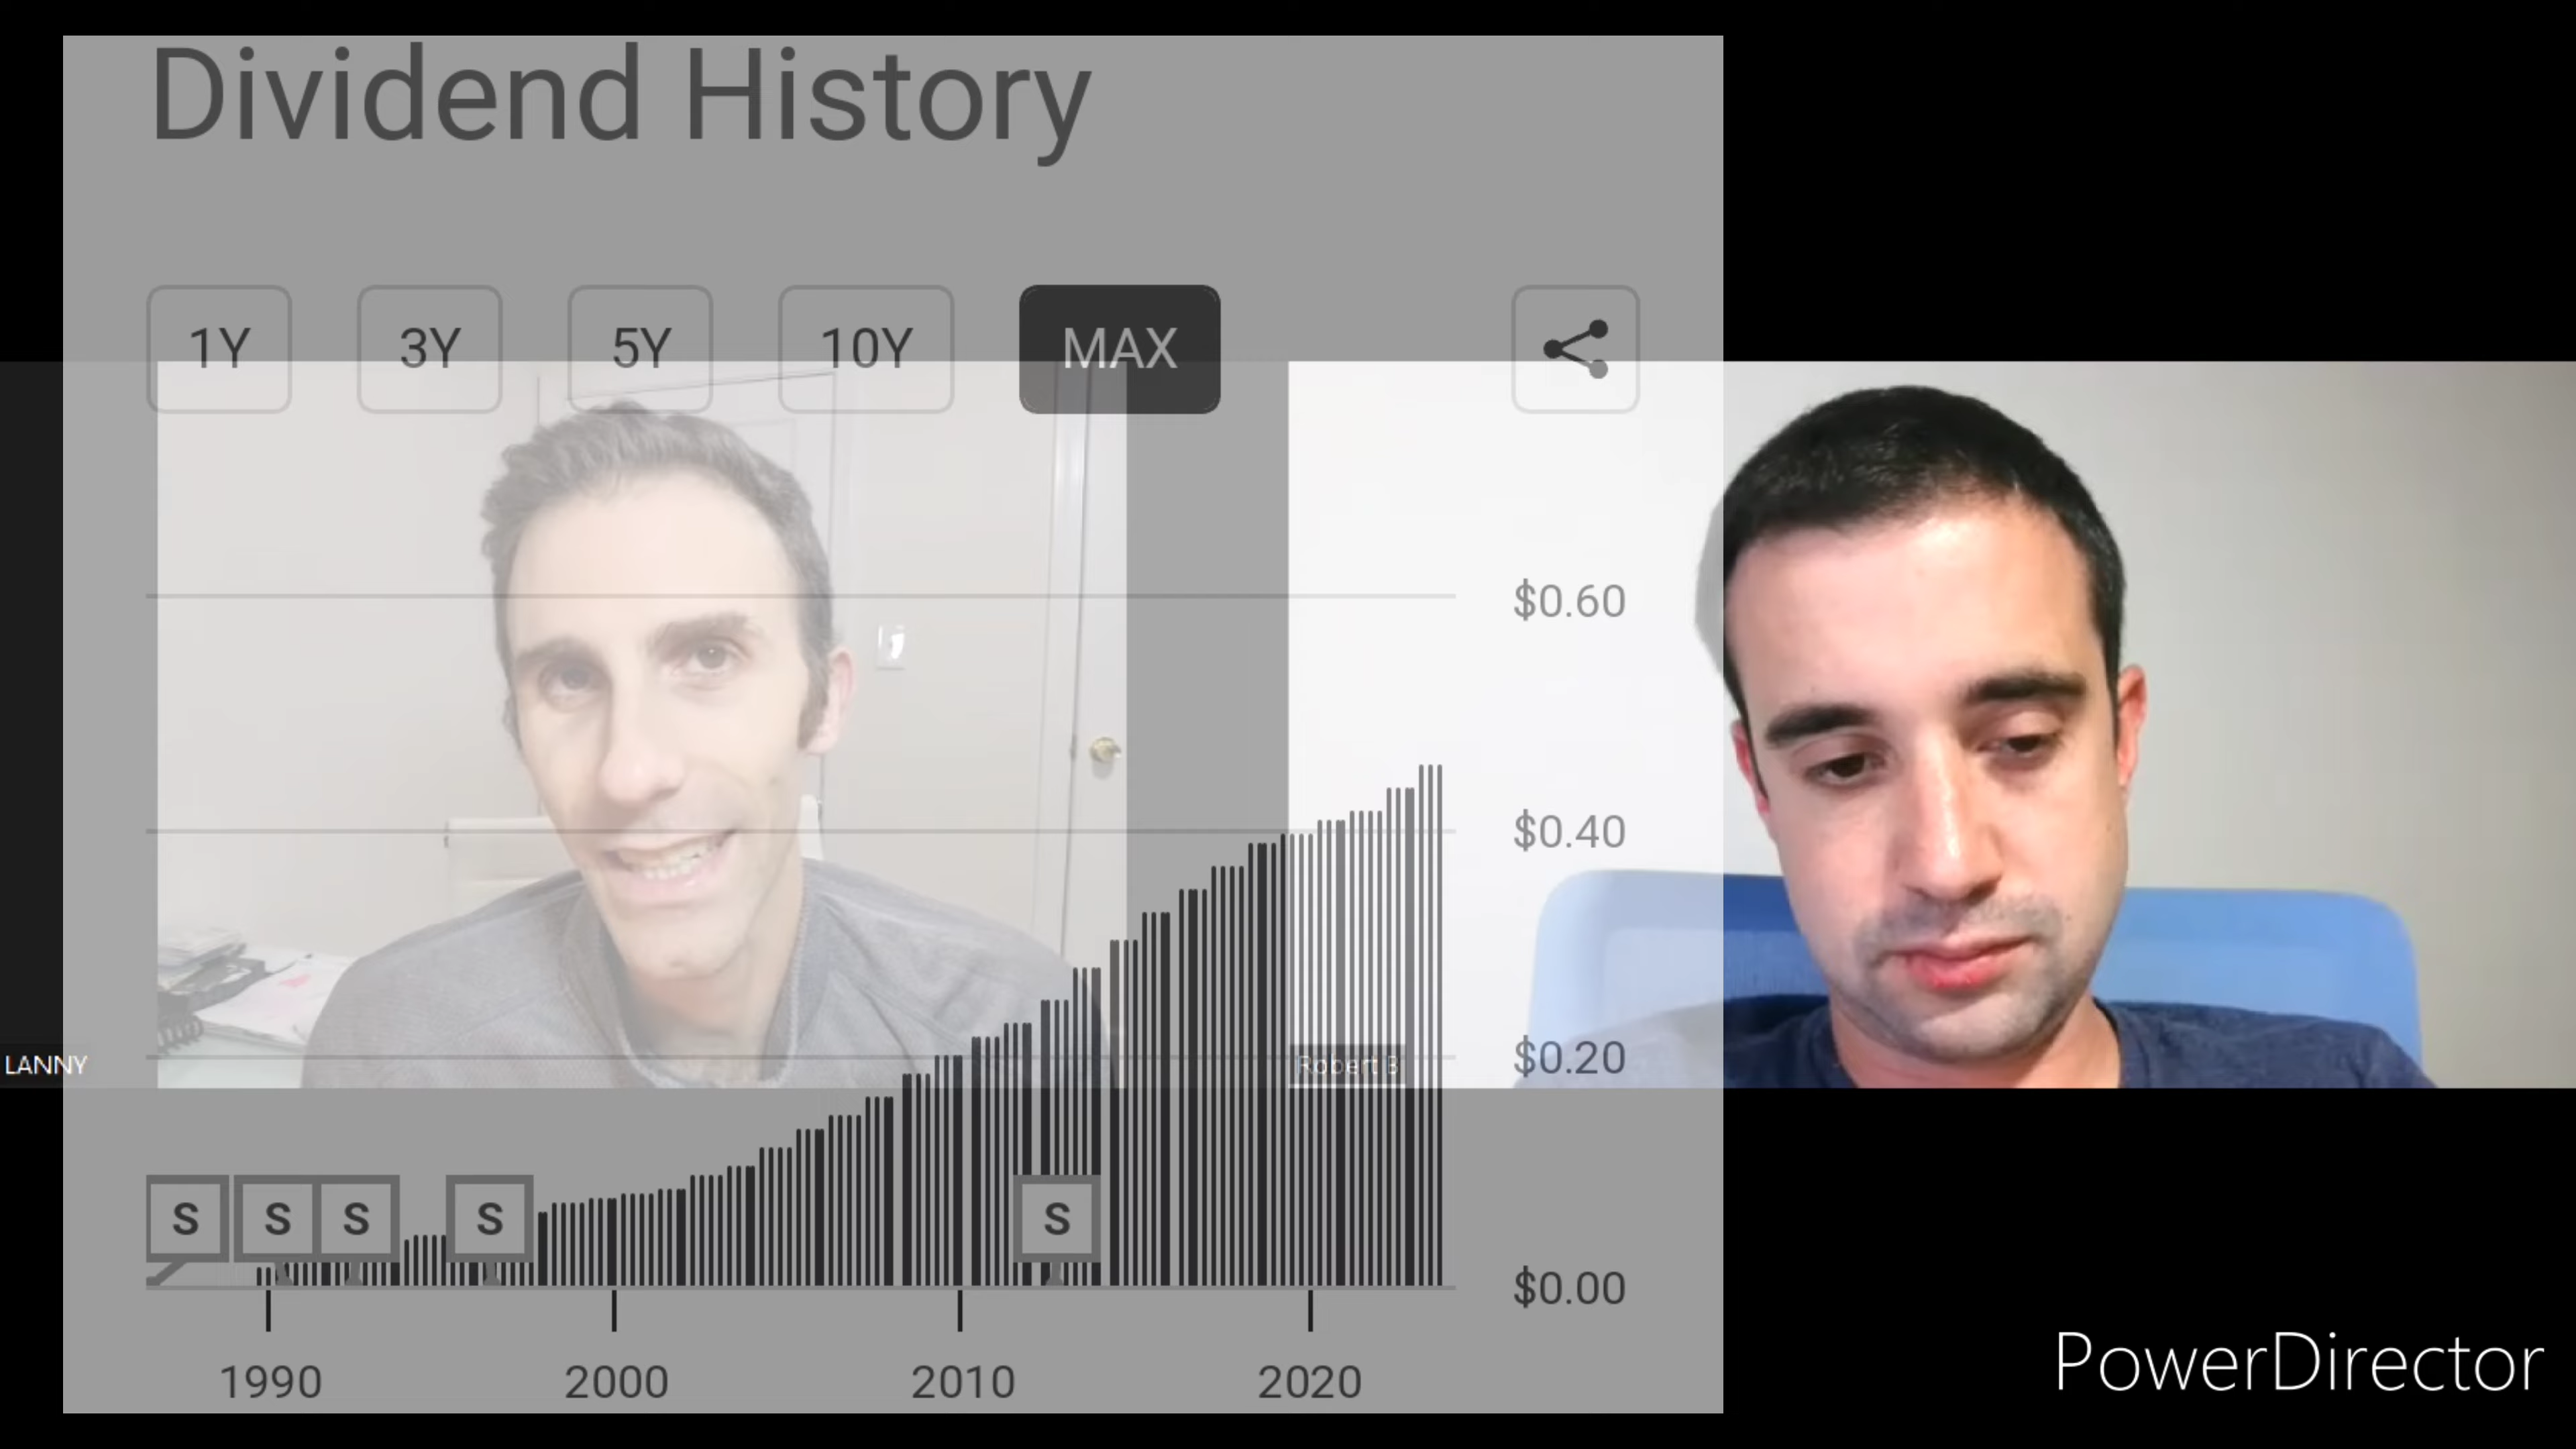 Dividend History
1Y 3Y 5Y 10Y MAX
$0.60
$0.40
$0.20
LANNY
Robert B
S S S S S
$0.00
1990 2000 2010 2020
PowerDirector